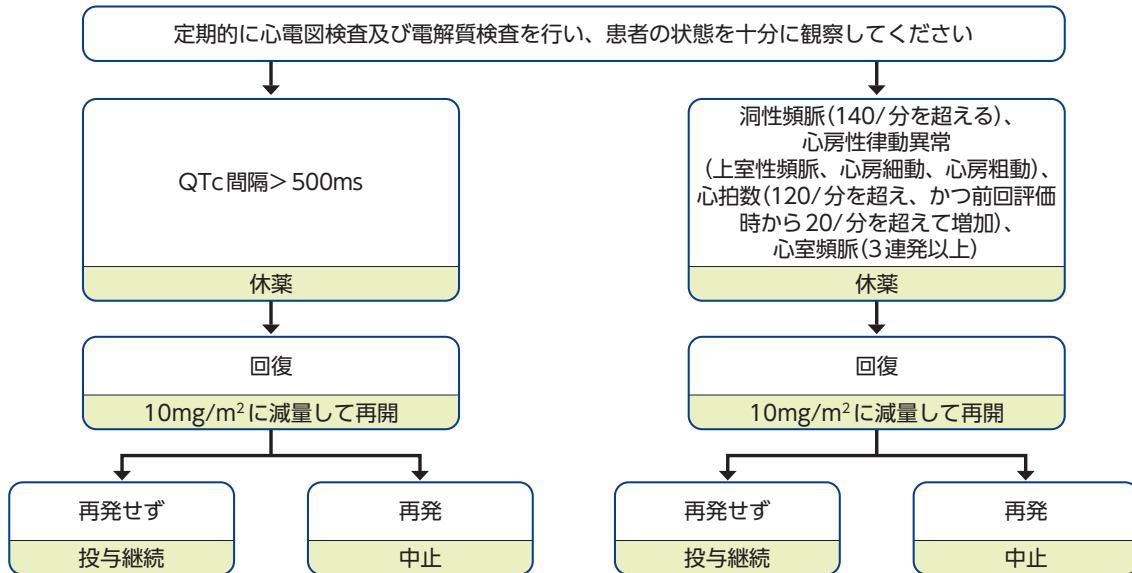 定期的に心電図検査及び電解質検査を行い、患者の状態を十分に観察してください
QTc間隔＞500ms
休薬
回復
10mg/m²に減量して再開
再発せず
投与継続
再発
中止
洞性頻脈(140/分を超える)、
心房性律動異常
(上室性頻脈、心房細動、心房粗動)、
心拍数(120/分を超え、かつ前回評価
時から20/分を超えて増加)、
心室頻脈(3連発以上)
休薬
回復
10mg/m²に減量して再開
再発せず
投与継続
再発
中止